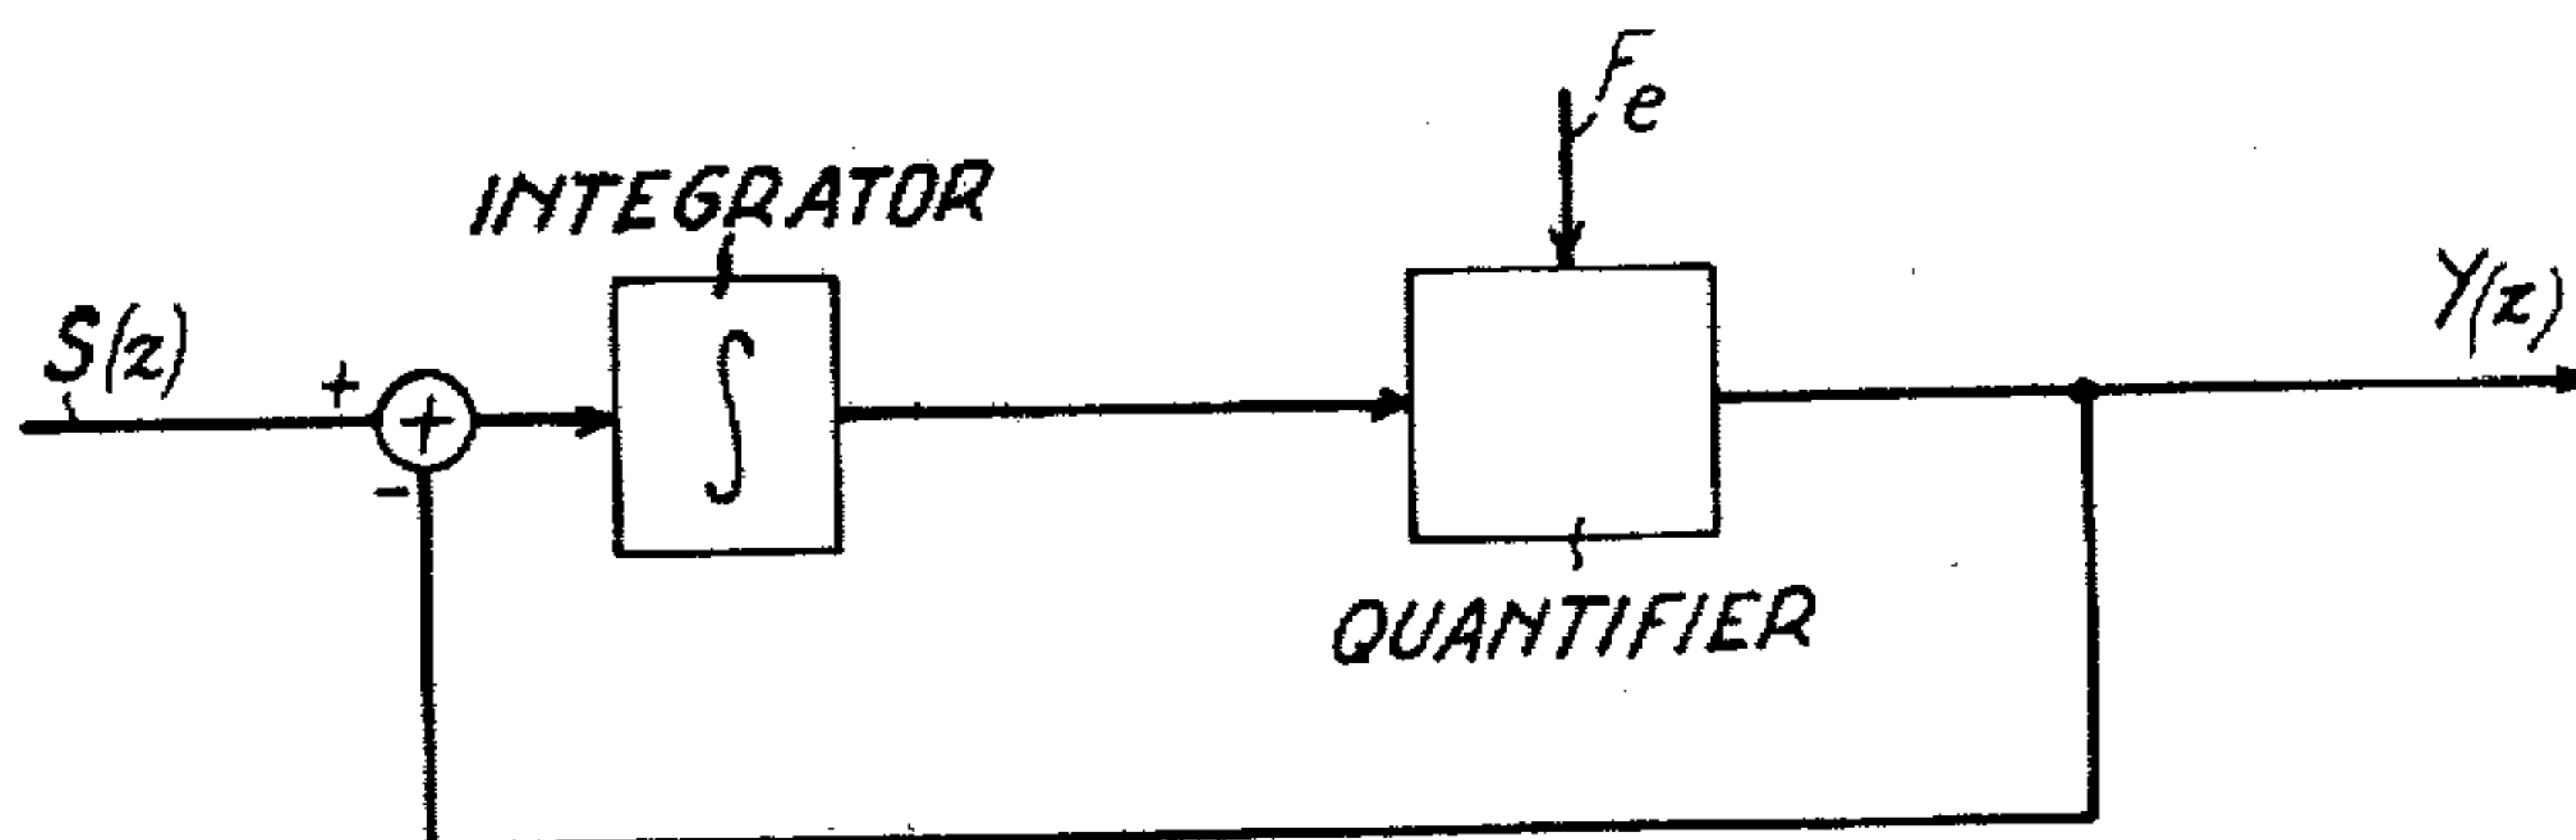 Fe
INTEGRATOR
S(z)
+
+
-
∫
Y(z)
QUANTIFIER